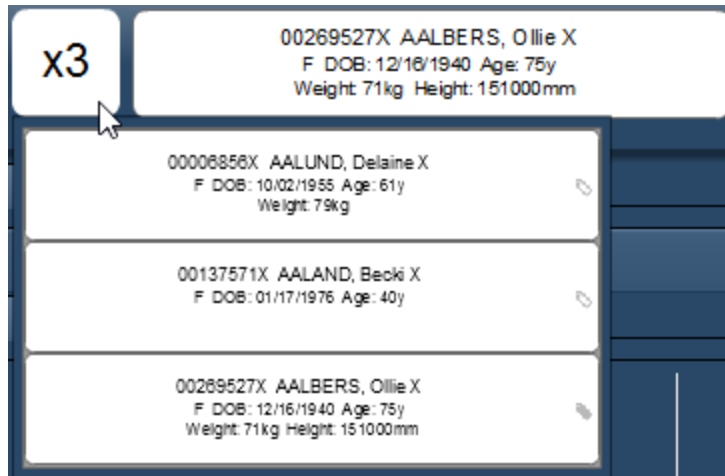 x3
00269527X AALBERS, Ollie X
F DOB: 12/16/1940 Age: 75y
Weight: 71kg Height: 151000mm
00006856X AALUND, Delaine X
F DOB: 10/02/1955 Age: 61y
Weight: 79kg
00137571X AALAND, Becki X
F DOB: 01/17/1976 Age: 40y
00269527X AALBERS, Ollie X
F DOB: 12/16/1940 Age: 75y
Weight: 71kg Height: 151000mm